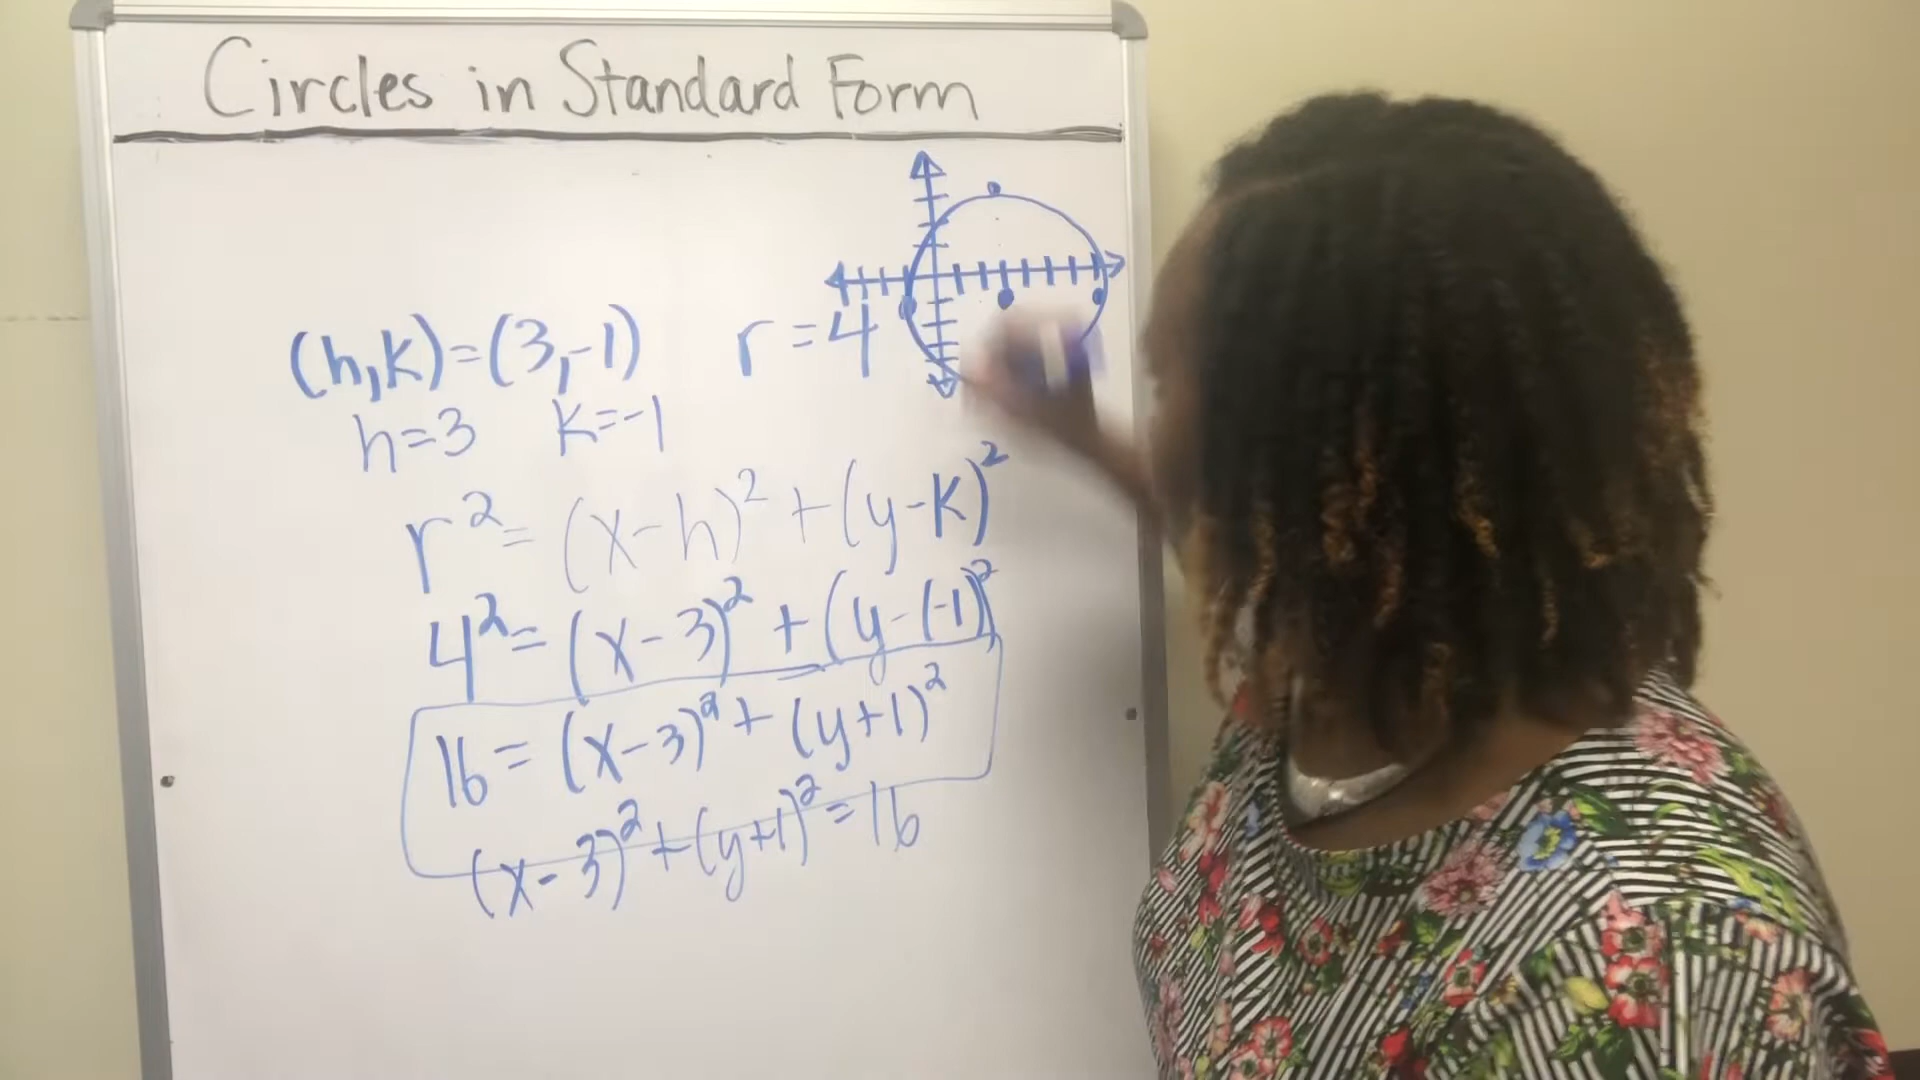 Circles in Standard Form
(h,k)=(3,-1) r=4
h=3 k=-1
r²=(x-h)²+(y-k)²
4²=(x-3)²+(y-(-1)²
16=(x-3)²+(y+1)²
(x-3)²+(y+1)²=16